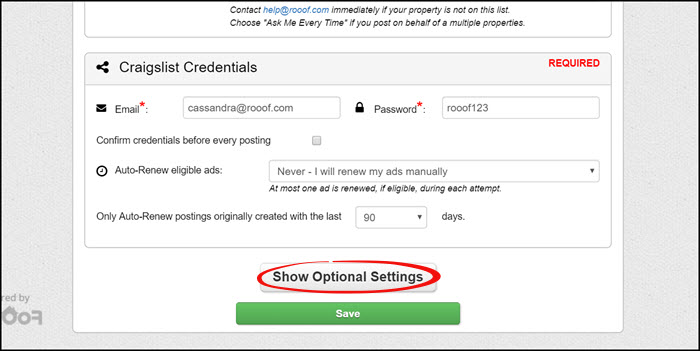 Contact help@rooof.com immediately if your property is not on this list.
Choose "Ask Me Every Time" if you post on behalf of a multiple properties.
Craigslist Credentials
REQUIRED
Email*: cassandra@rooof.com Password*: rooof123
Confirm credentials before every posting
Auto-Renew eligible ads: Never - I will renew my ads manually
At most one ad is renewed, if eligible, during each attempt.
Only Auto-Renew postings originally created with the last 90 days.
Show Optional Settings
red by
Save